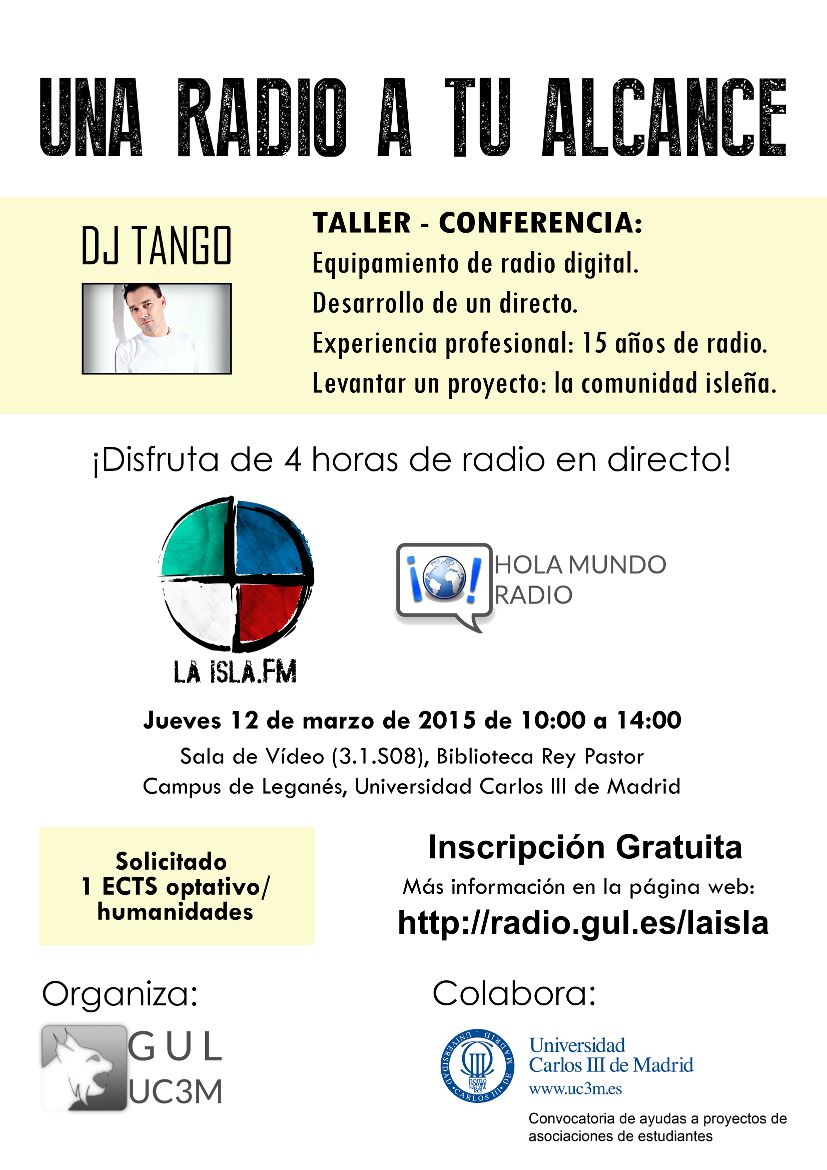 UNA RADIO A TU ALCANCE
DJ TANGO
TALLER - CONFERENCIA:
Equipamiento de radio digital.
Desarrollo de un directo.
Experiencia profesional: 15 años de radio.
Levantar un proyecto: la comunidad isleña.
¡Disfruta de 4 horas de radio en directo!
LA ISLA.FM
¡O!
HOLA MUNDO
RADIO
Jueves 12 de marzo de 2015 de 10:00 a 14:00
Sala de Vídeo (3.1.S08), Biblioteca Rey Pastor
Campus de Leganés, Universidad Carlos III de Madrid
Solicitado
1 ECTS optativo/
humanidades
Inscripción Gratuita
Más información en la página web:
http://radio.gul.es/laisla
Organiza:
GUL
UC3M
Colabora:
· UNIVERSIDAD · CARLOS III · DE MADRID
Universidad
Carlos III de Madrid
www.uc3m.es
Convocatoria de ayudas a proyectos de
asociaciones de estudiantes